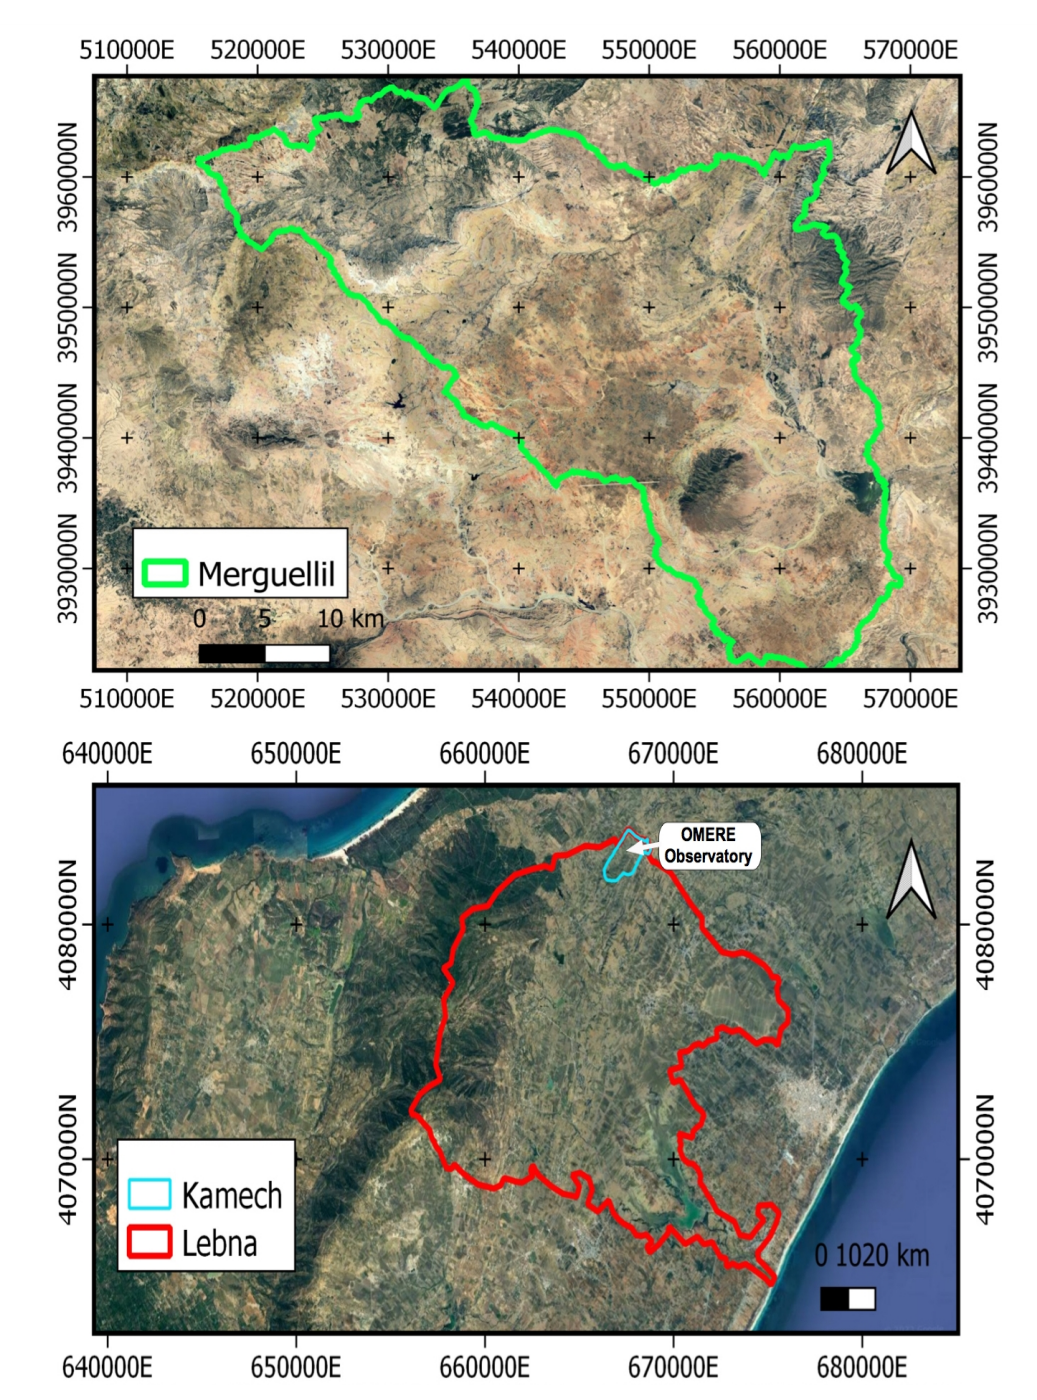 510000E 520000E 530000E 540000E 550000E 560000E 570000E
3960000N 3960000N
3950000N 3950000N
3940000N 3940000N
3930000N 3930000N
Merguellil
0 5 10 km
510000E 520000E 530000E 540000E 550000E 560000E 570000E
640000E 650000E 660000E 670000E 680000E
OMERE
Observatory
4080000N 4080000N
4070000N 4070000N
Kamech
Lebna
0 1020 km
640000E 650000E 660000E 670000E 680000E